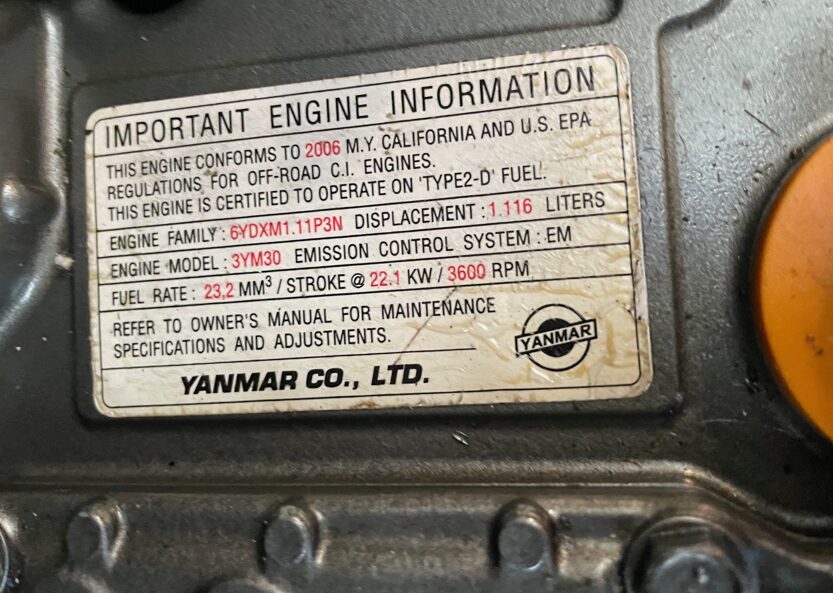 IMPORTANT ENGINE INFORMATION
THIS ENGINE CONFORMS TO 2006 M.Y. CALIFORNIA AND U.S. EPA
REGULATIONS FOR OFF-ROAD C.I. ENGINES.
THIS ENGINE IS CERTIFIED TO OPERATE ON 'TYPE2-D' FUEL.
ENGINE FAMILY : 6YDXM1.11P3N DISPLACEMENT : 1.116 LITERS
ENGINE MODEL : 3YM30 EMISSION CONTROL SYSTEM : EM
FUEL RATE : 23,2 MM³ / STROKE @ 22.1 KW / 3600 RPM
REFER TO OWNER'S MANUAL FOR MAINTENANCE
SPECIFICATIONS AND ADJUSTMENTS.
YANMAR
YANMAR CO., LTD.